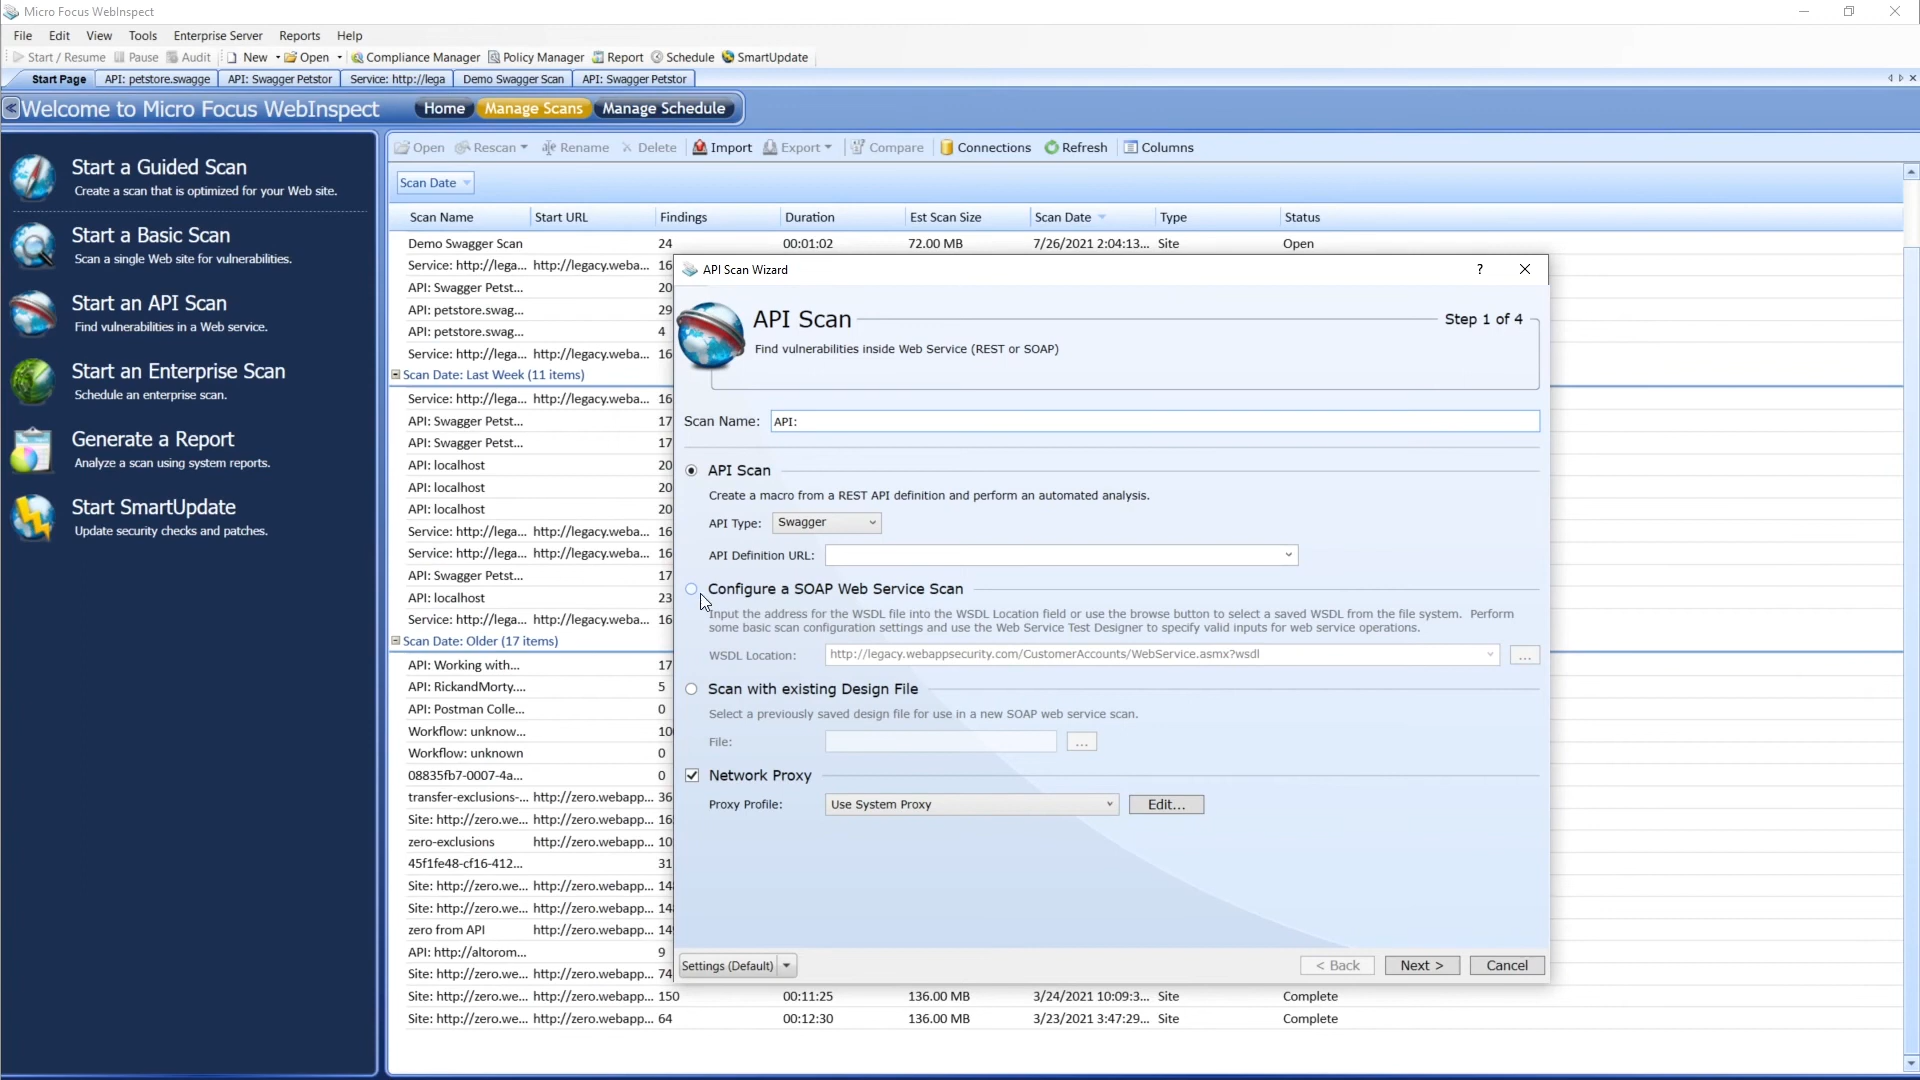 Micro Focus WebInspect
File Edit View Tools Enterprise Server Reports Help
Start / Resume Pause Audit New Open Compliance Manager Policy Manager Report Schedule SmartUpdate
Start Page API: petstore.swagge API: Swagger Petstor Service: http://lega Demo Swagger Scan API: Swagger Petstor
Welcome to Micro Focus WebInspect Home Manage Scans Manage Schedule
Start a Guided Scan
Create a scan that is optimized for your Web site.
Start a Basic Scan
Scan a single Web site for vulnerabilities.
Start an API Scan
Find vulnerabilities in a Web service.
Start an Enterprise Scan
Schedule an enterprise scan.
Generate a Report
Analyze a scan using system reports.
Start SmartUpdate
Update security checks and patches.
Open Rescan Rename Delete Import Export Compare Connections Refresh Columns
Scan Date
Scan Name Start URL Findings Duration Est Scan Size Scan Date Type Status
Demo Swagger Scan 24 00:01:02 72.00 MB 7/26/2021 2:04:13... Site Open
Service: http://lega... http://legacy.weba... 16
API: Swagger Petst... 20
API: petstore.swag... 29
API: petstore.swag... 4
Service: http://lega... http://legacy.weba... 16
Scan Date: Last Week (11 items)
Service: http://lega... http://legacy.weba... 16
API: Swagger Petst... 17
API: Swagger Petst... 17
API: localhost 20
API: localhost 20
API: localhost 20
Service: http://lega... http://legacy.weba... 16
Service: http://lega... http://legacy.weba... 16
API: Swagger Petst... 17
API: localhost 23
Service: http://lega... http://legacy.weba... 16
Scan Date: Older (17 items)
API: Working with... 17
API: RickandMorty.... 5
API: Postman Colle... 0
Workflow: unknow... 10
Workflow: unknown 0
08835fb7-0007-4a... 0
transfer-exclusions-... http://zero.webapp... 36
Site: http://zero.we... http://zero.webapp... 16
zero-exclusions http://zero.webapp... 10
45f1fe48-cf16-412... 31
Site: http://zero.we... http://zero.webapp... 14
Site: http://zero.we... http://zero.webapp... 14
zero from API http://zero.webapp... 14
API: http://altorom... 9
Site: http://zero.we... http://zero.webapp... 74
Site: http://zero.we... http://zero.webapp... 150 00:11:25 136.00 MB 3/24/2021 10:09:3... Site Complete
Site: http://zero.we... http://zero.webapp... 64 00:12:30 136.00 MB 3/23/2021 3:47:29... Site Complete
API Scan Wizard ?
API Scan Step 1 of 4
Find vulnerabilities inside Web Service (REST or SOAP)
Scan Name: API:
API Scan
Create a macro from a REST API definition and perform an automated analysis.
API Type: Swagger
API Definition URL:
Configure a SOAP Web Service Scan
Input the address for the WSDL file into the WSDL Location field or use the browse button to select a saved WSDL from the file system. Perform
some basic scan configuration settings and use the Web Service Test Designer to specify valid inputs for web service operations.
WSDL Location: http://legacy.webappsecurity.com/CustomerAccounts/WebService.asmx?wsdl ...
Scan with existing Design File
Select a previously saved design file for use in a new SOAP web service scan.
File: ...
Network Proxy
Proxy Profile: Use System Proxy Edit...
Settings (Default) < Back Next > Cancel